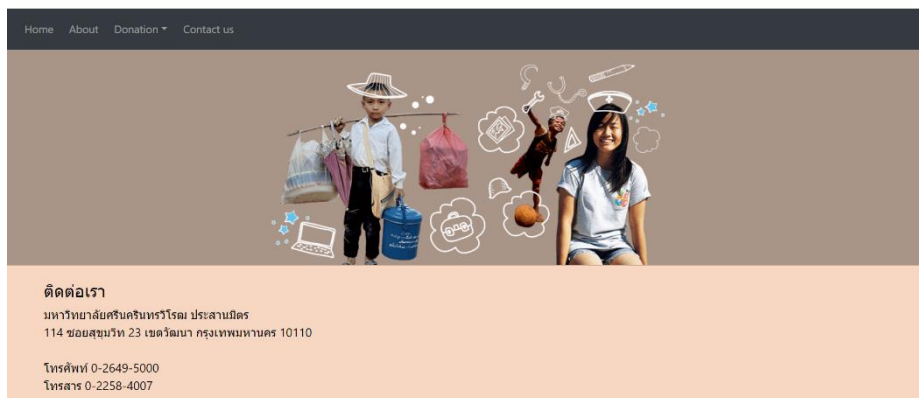 Home About Donation Contact us
ติดต่อเรา
มหาวิทยาลัยศรีนครินทรวิโรฒ ประสานมิตร
114 ซอยสุขุมวิท 23 เขตวัฒนา กรุงเทพมหานคร 10110
โทรศัพท์ 0-2649-5000
โทรสาร 0-2258-4007